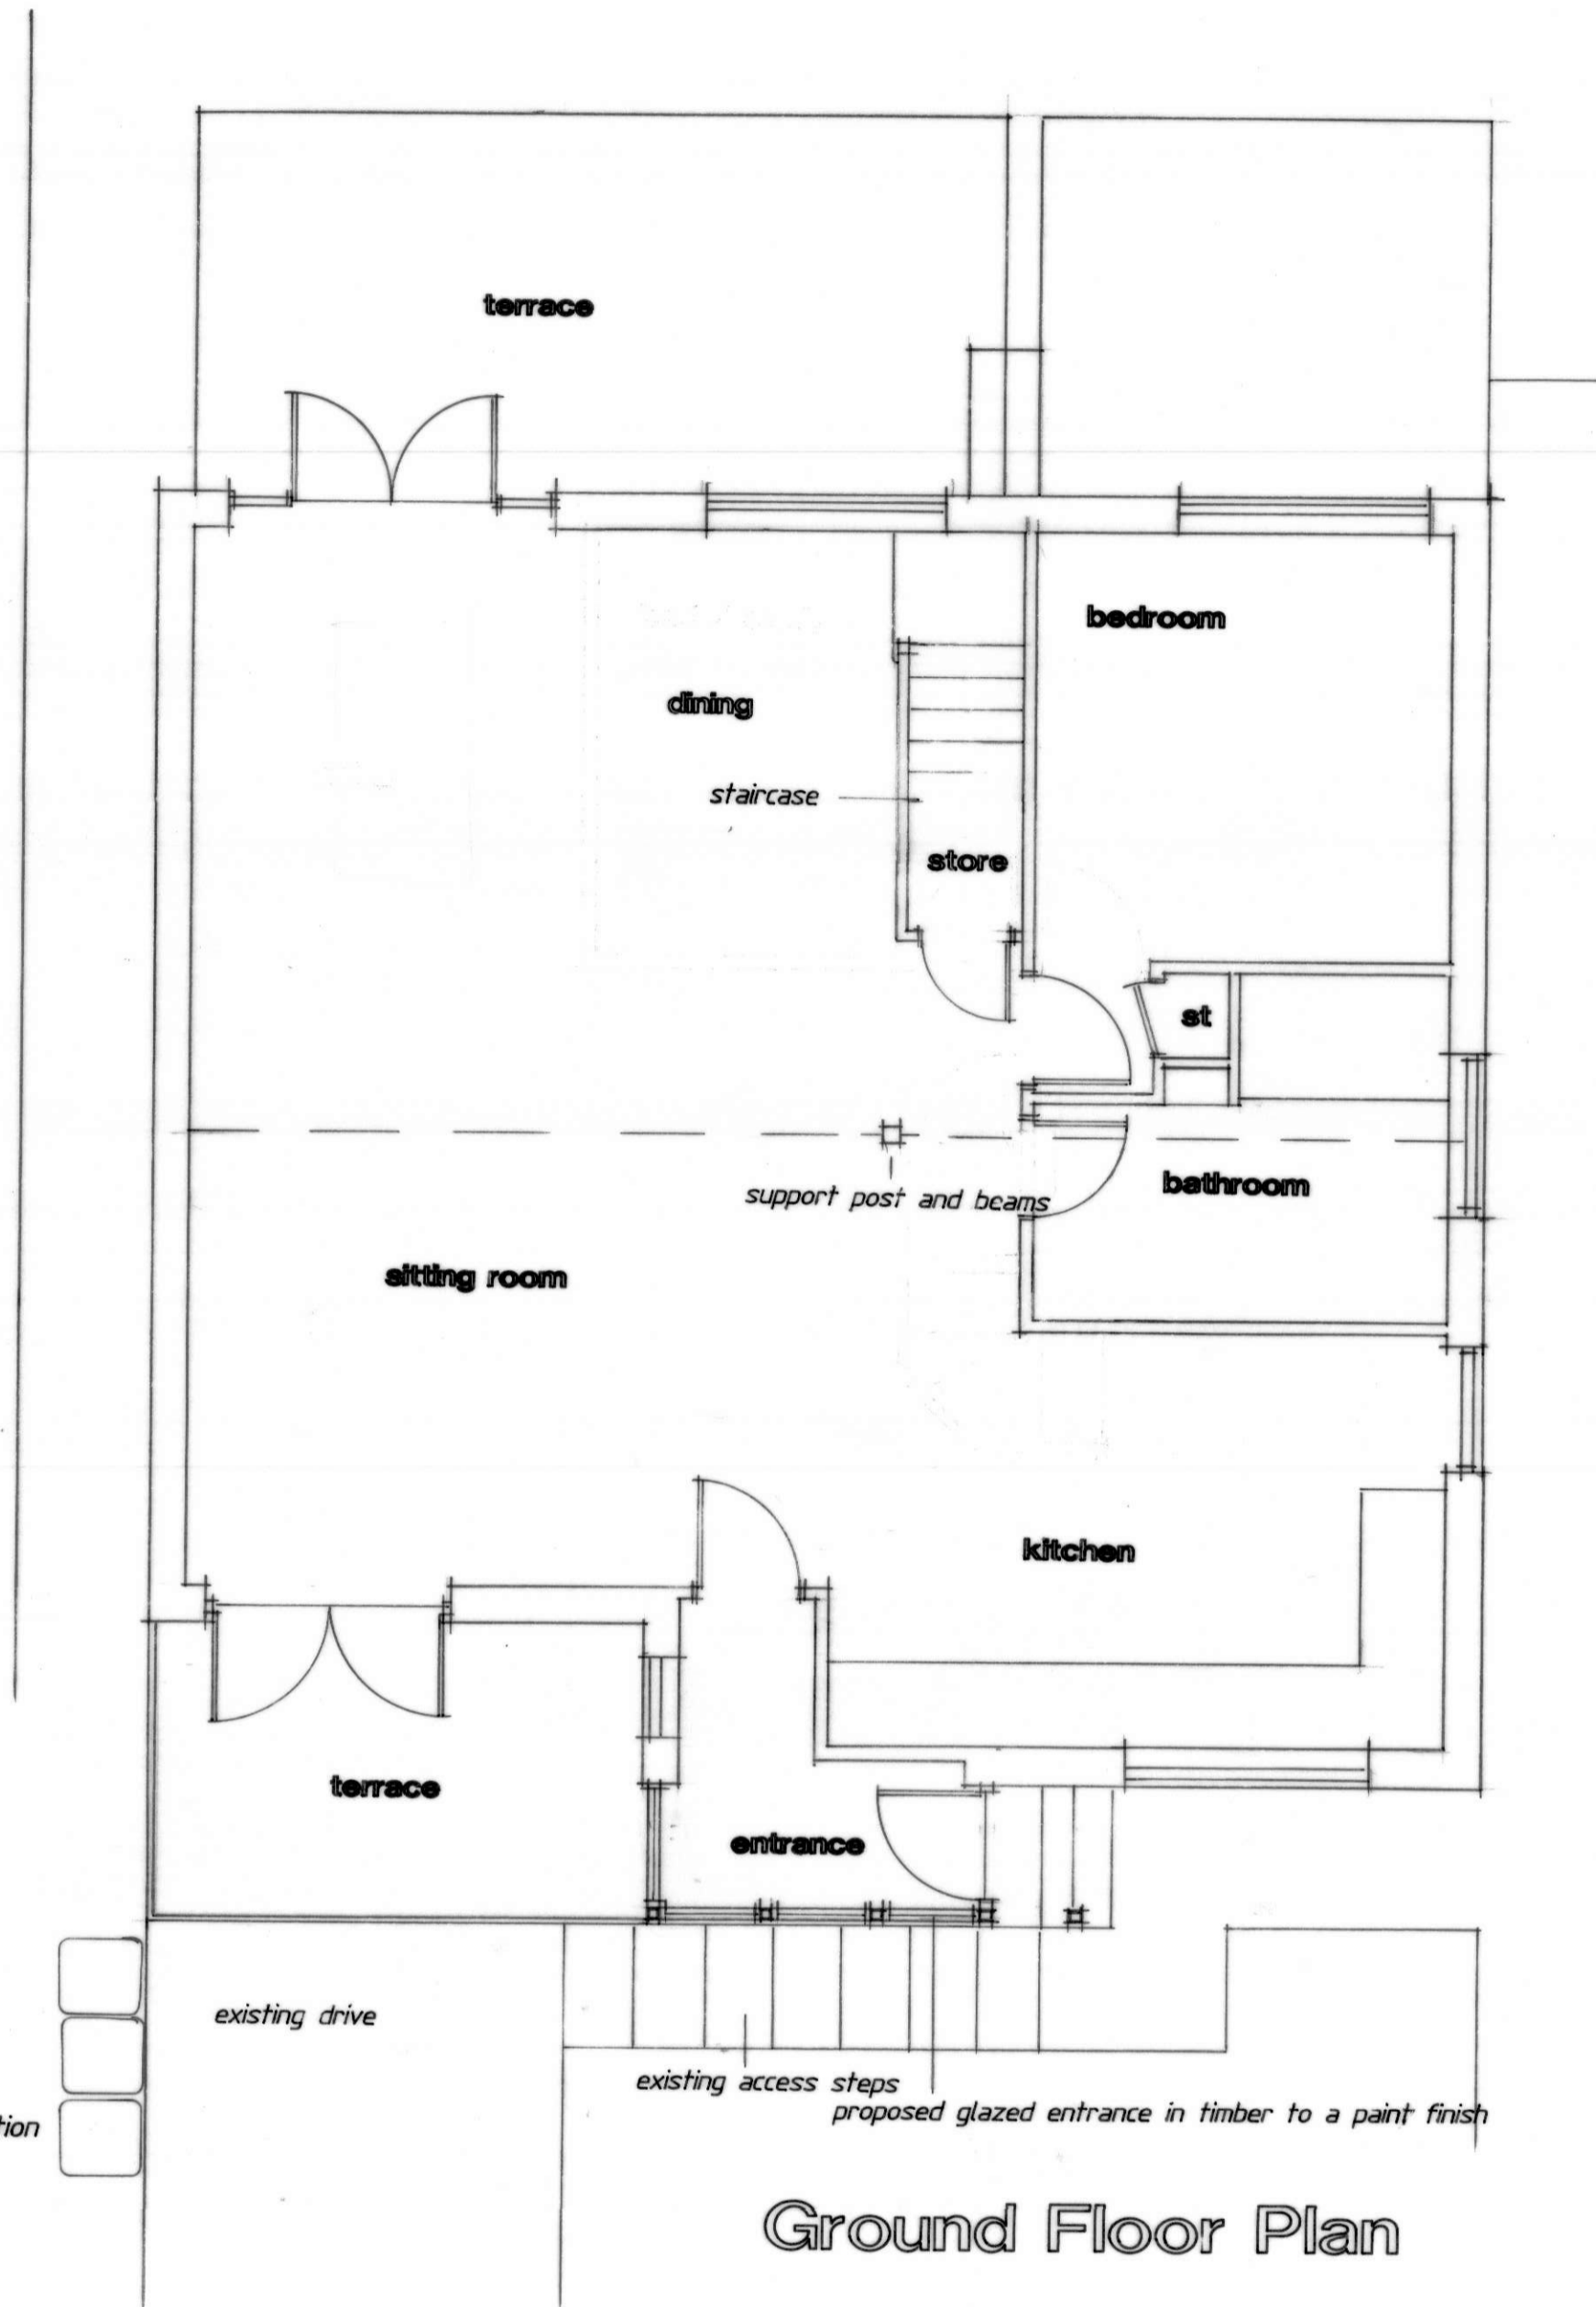 terrace
bedroom
dining
staircase
store
st
bathroom
support post and beams
sitting room
kitchen
terrace
entrance
existing drive
existing access steps
proposed glazed entrance in timber to a paint finish
tion
Ground Floor Plan